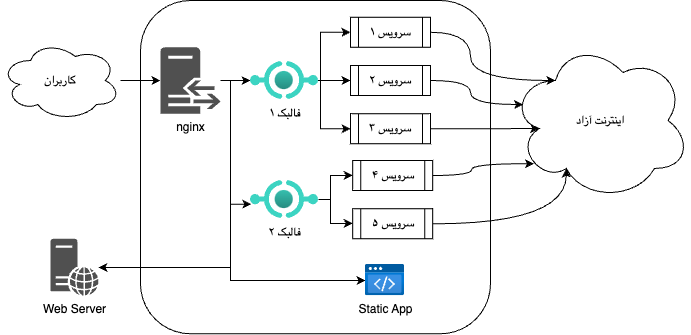 کاربران
nginx
فالبک ۱
سرویس ۱
سرویس ۲
سرویس ۳
اینترنت آزاد
فالبک ۲
سرویس ۴
سرویس ۵
Web Server
Static App